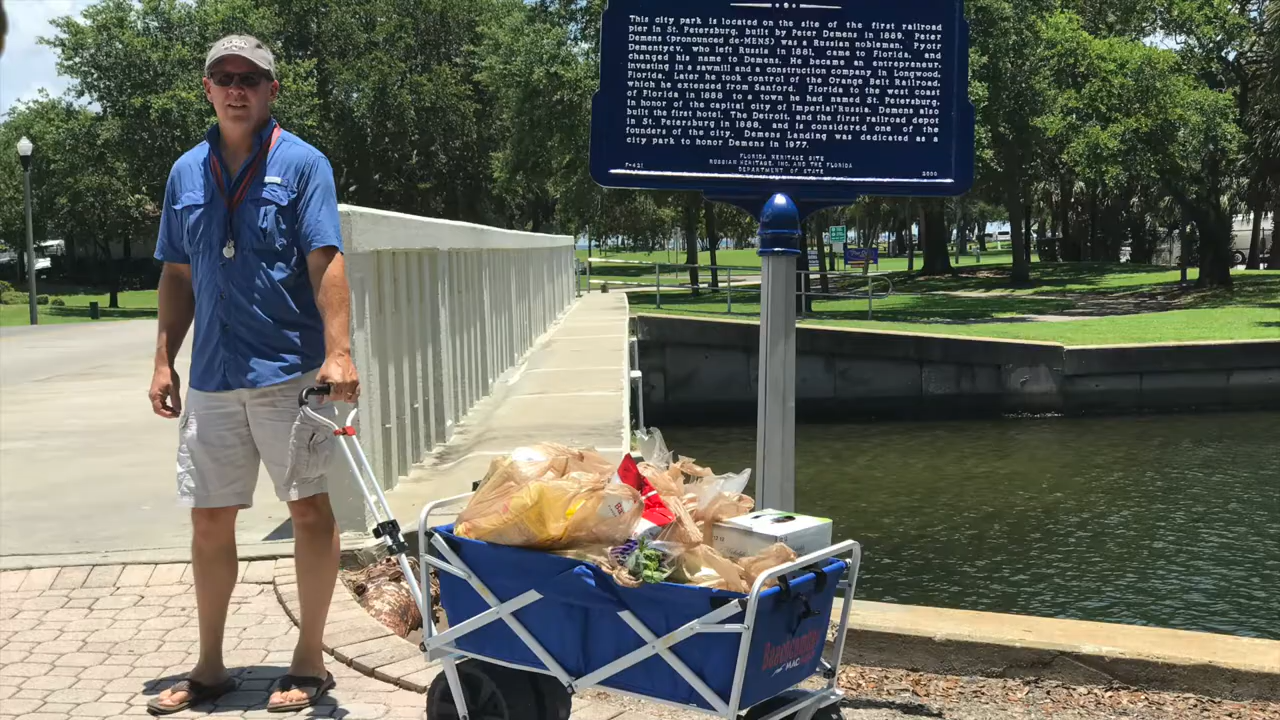 This city park is located on the site of the first railroad
pier in St. Petersburg, built by Peter Demens in 1889. Peter
Demens (pronounced de-MENS) was a Russian nobleman, Pyotr
Dementyev, who left Russia in 1881, came to Florida, and
changed his name to Demens. He became an entrepreneur,
investing in a sawmill and a construction company in Longwood,
Florida. Later he took control of the Orange Belt Railroad,
which he extended from Sanford, Florida to the west coast
of Florida in 1888 to a town he had named St. Petersburg,
in honor of the capital city of Imperial Russia. Demens also
built the first hotel, The Detroit, and the first railroad depot
in St. Petersburg in 1888, and is considered one of the
founders of the city. Demens Landing was dedicated as a
city park to honor Demens in 1977.
FLORIDA HERITAGE SITE
RUSSIAN HERITAGE, INC. AND THE FLORIDA
DEPARTMENT OF STATE
F-421 2000
MAC